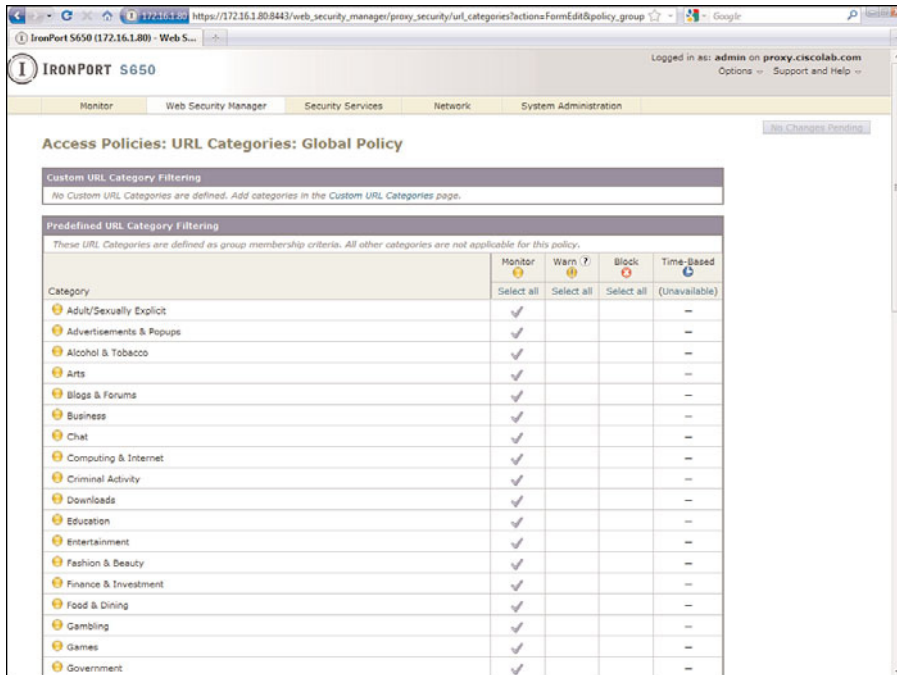 172.16.1.80 https://172.16.1.80:8443/web_security_manager/proxy_security/url_categories?action=FormEdit&policy_group
Google
IronPort S650 (172.16.1.80) - Web S...
IRONPORT S650
Logged in as: admin on proxy.ciscolab.com
Options Support and Help
Monitor Web Security Manager Security Services Network System Administration
No Changes Pending
Access Policies: URL Categories: Global Policy
Custom URL Category Filtering
No Custom URL Categories are defined. Add categories in the Custom URL Categories page.
Predefined URL Category Filtering
These URL Categories are defined as group membership criteria. All other categories are not applicable for this policy.
Monitor Warn ? Block Time-Based
Category Select all Select all Select all (Unavailable)
Adult/Sexually Explicit –
Advertisements & Popups –
Alcohol & Tobacco –
Arts –
Blogs & Forums –
Business –
Chat –
Computing & Internet –
Criminal Activity –
Downloads –
Education –
Entertainment –
Fashion & Beauty –
Finance & Investment –
Food & Dining –
Gambling –
Games –
Government –